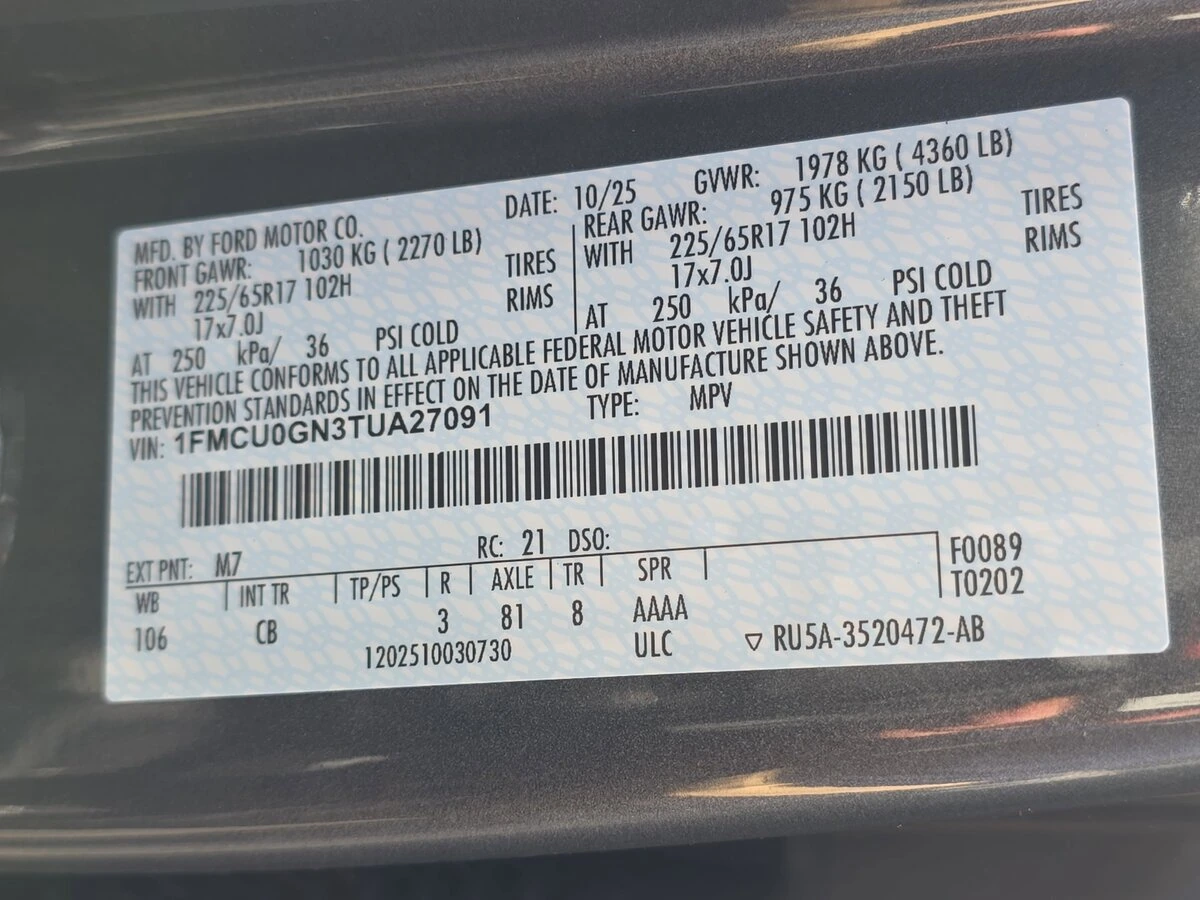 MFD. BY FORD MOTOR CO. DATE: 10/25 GVWR: 1978 KG ( 4360 LB)
FRONT GAWR: 1030 KG ( 2270 LB) REAR GAWR: 975 KG ( 2150 LB)
WITH 225/65R17 102H TIRES WITH 225/65R17 102H TIRES
17x7.0J RIMS 17x7.0J RIMS
AT 250 kPa/ 36 PSI COLD AT 250 kPa/ 36 PSI COLD
THIS VEHICLE CONFORMS TO ALL APPLICABLE FEDERAL MOTOR VEHICLE SAFETY AND THEFT
PREVENTION STANDARDS IN EFFECT ON THE DATE OF MANUFACTURE SHOWN ABOVE.
VIN: 1FMCU0GN3TUA27091 TYPE: MPV
EXT PNT: M7 RC: 21 DSO: F0089
WB INT TR TP/PS R AXLE TR SPR T0202
106 CB 3 81 8 AAAA
1202510030730 ULC ▽ RU5A-3520472-AB